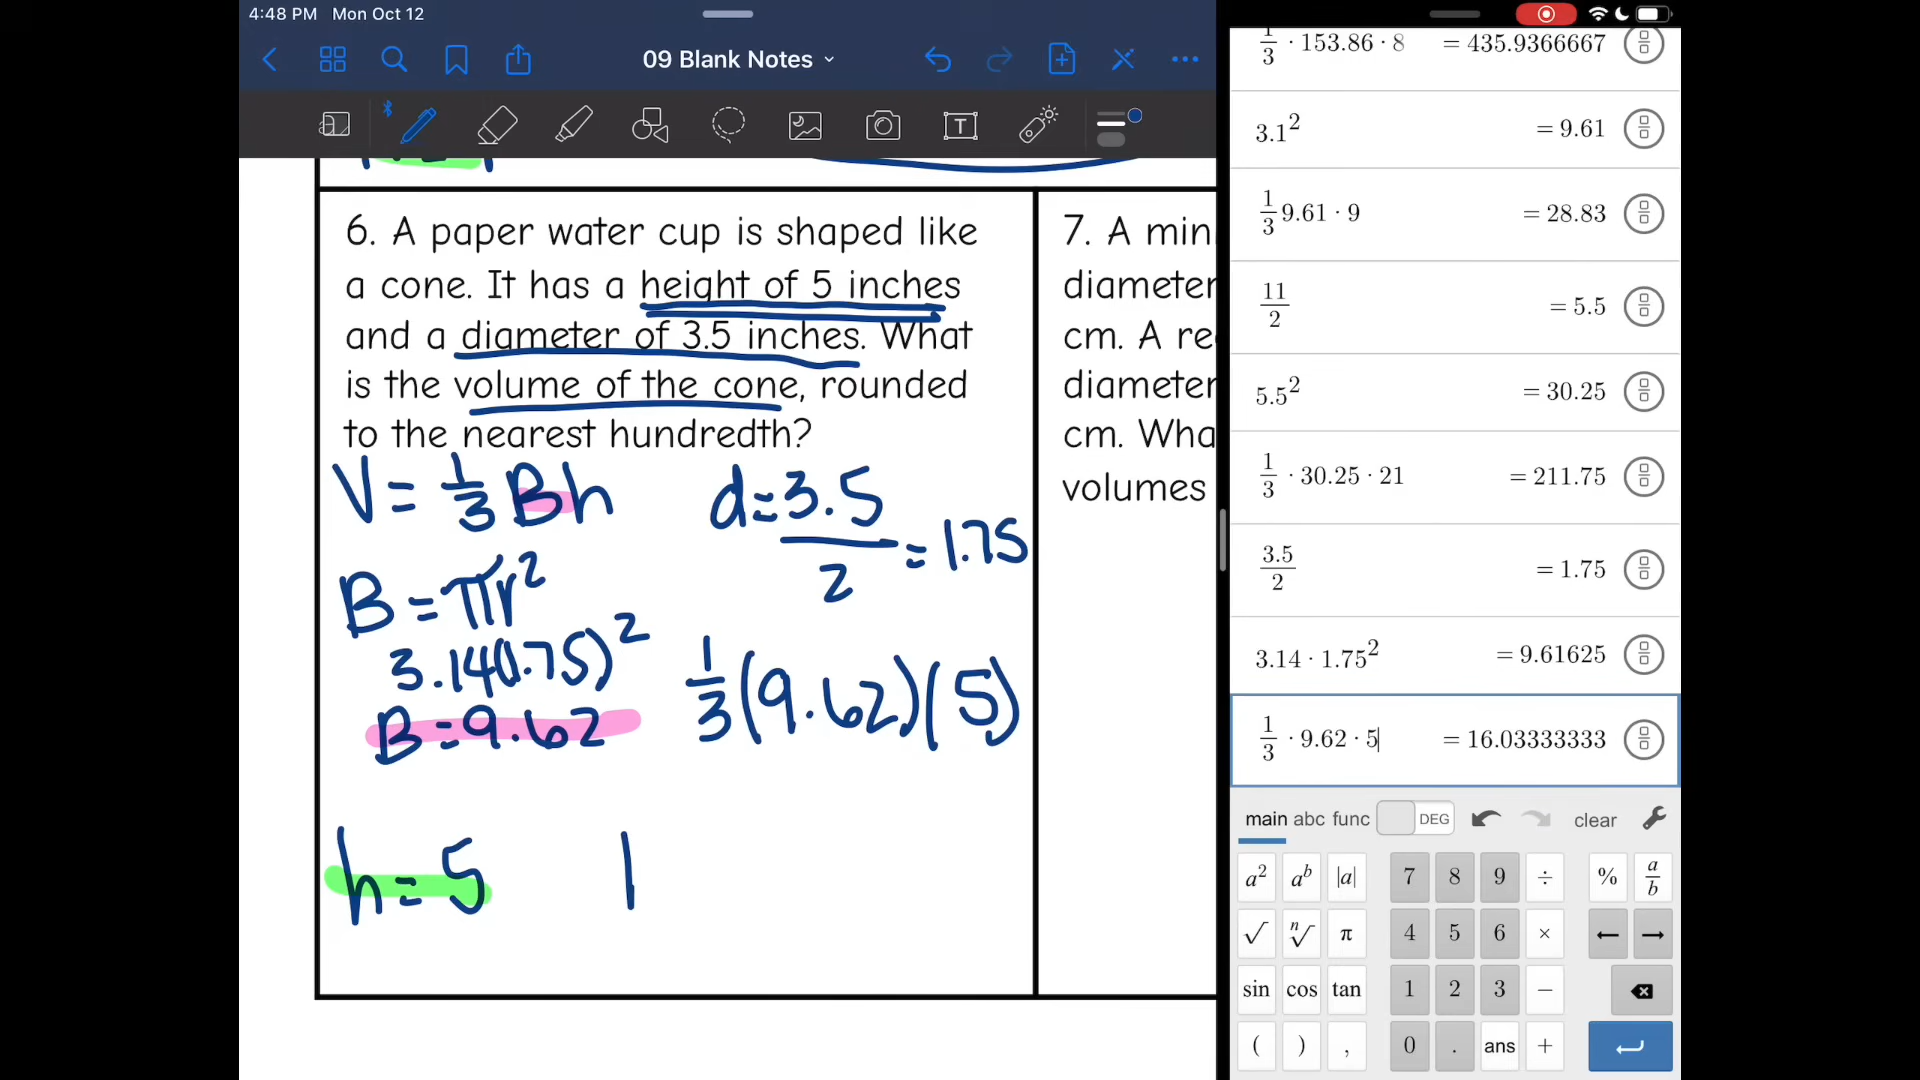 4:48 PM Mon Oct 12
09 Blank Notes
6. A paper water cup is shaped like
a cone. It has a height of 5 inches
and a diameter of 3.5 inches. What
is the volume of the cone, rounded
to the nearest hundredth?
V = 1/3 Bh
d = 3.5/2 = 1.75
B = πr²
3.14(1.75)²
B = 9.62
1/3 (9.62)(5)
h = 5
1
7. A min
diameter
cm. A re
diameter
cm. Wha
volumes
1/3 · 153.86 · 8 = 435.9366667
3.1² = 9.61
1/3 9.61 · 9 = 28.83
11/2 = 5.5
5.5² = 30.25
1/3 · 30.25 · 21 = 211.75
3.5/2 = 1.75
3.14 · 1.75² = 9.61625
1/3 · 9.62 · 5 = 16.03333333
main abc func DEG clear
a² aᵇ |a| 7 8 9 ÷ % a/b
√ ⁿ√ π 4 5 6 × ← →
sin cos tan 1 2 3 −
( ) , 0 . ans +